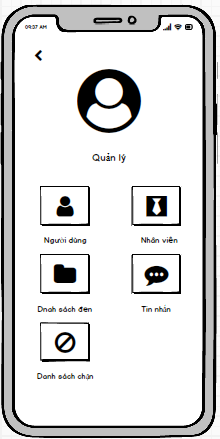 09:37 AM
Quản lý
Người dùng
Nhân viên
Danh sách đen
Tin nhắn
Danh sách chặn